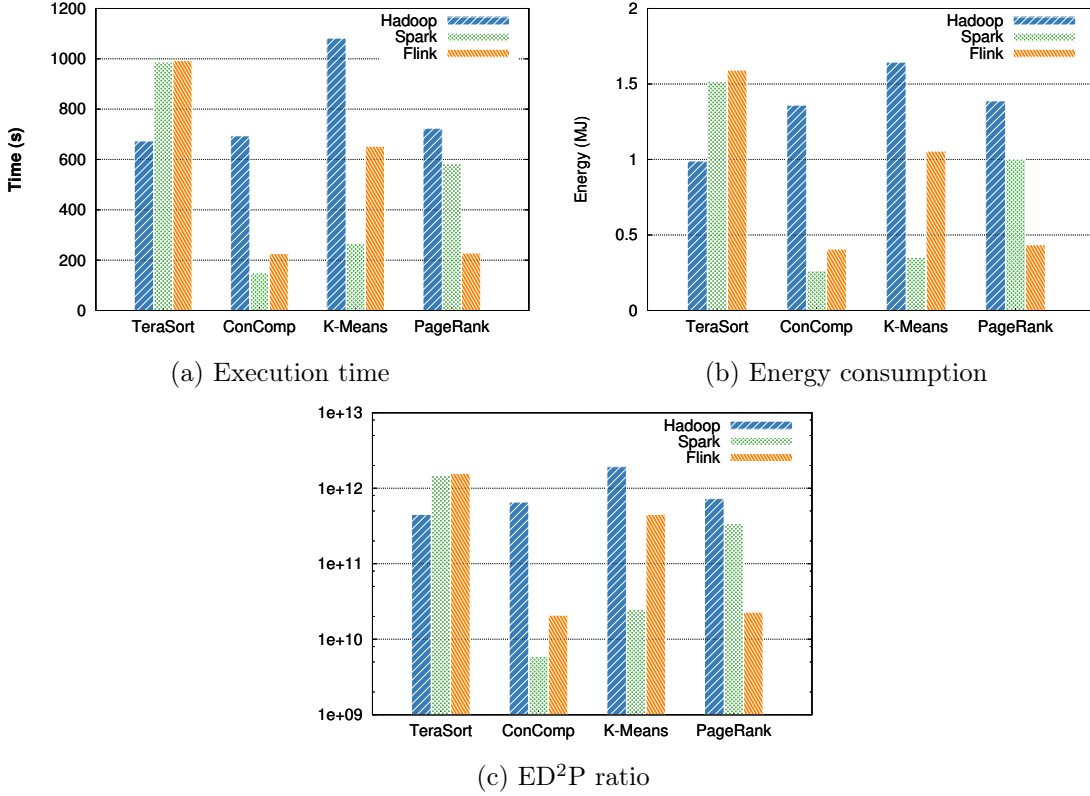 1200
1000
800
600
400
200
0
Time (s)
Hadoop
Spark
Flink
TeraSort ConComp K-Means PageRank
(a) Execution time
2
1.5
1
0.5
0
Energy (MJ)
Hadoop
Spark
Flink
TeraSort ConComp K-Means PageRank
(b) Energy consumption
1e+13
1e+12
1e+11
1e+10
1e+09
Hadoop
Spark
Flink
TeraSort ConComp K-Means PageRank
(c) ED²P ratio